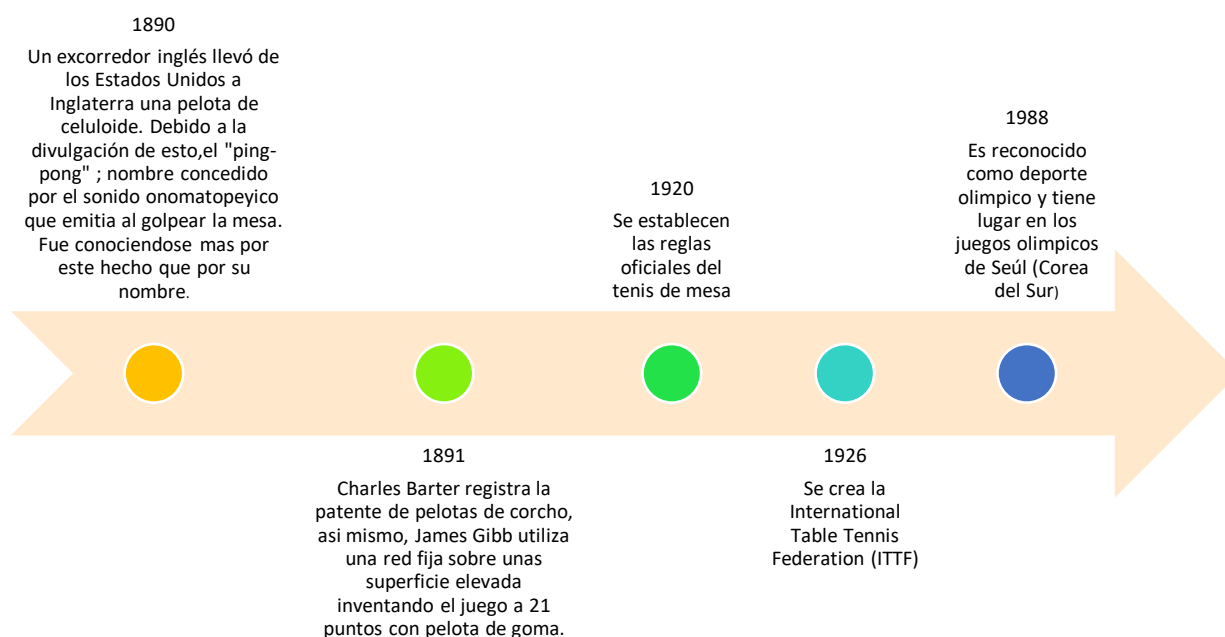 1890
Un excorredor inglés llevó de
los Estados Unidos a
Inglaterra una pelota de
celuloide. Debido a la
divulgación de esto,el "ping-
pong" ; nombre concedido
por el sonido onomatopeyico
que emitia al golpear la mesa.
Fue conociendose mas por
este hecho que por su
nombre.
1891
Charles Barter registra la
patente de pelotas de corcho,
asi mismo, James Gibb utiliza
una red fija sobre unas
superficie elevada
inventando el juego a 21
puntos con pelota de goma.
1920
Se establecen
las reglas
oficiales del
tenis de mesa
1926
Se crea la
International
Table Tennis
Federation (ITTF)
1988
Es reconocido
como deporte
olimpico y tiene
lugar en los
juegos olimpicos
de Seúl (Corea
del Sur)